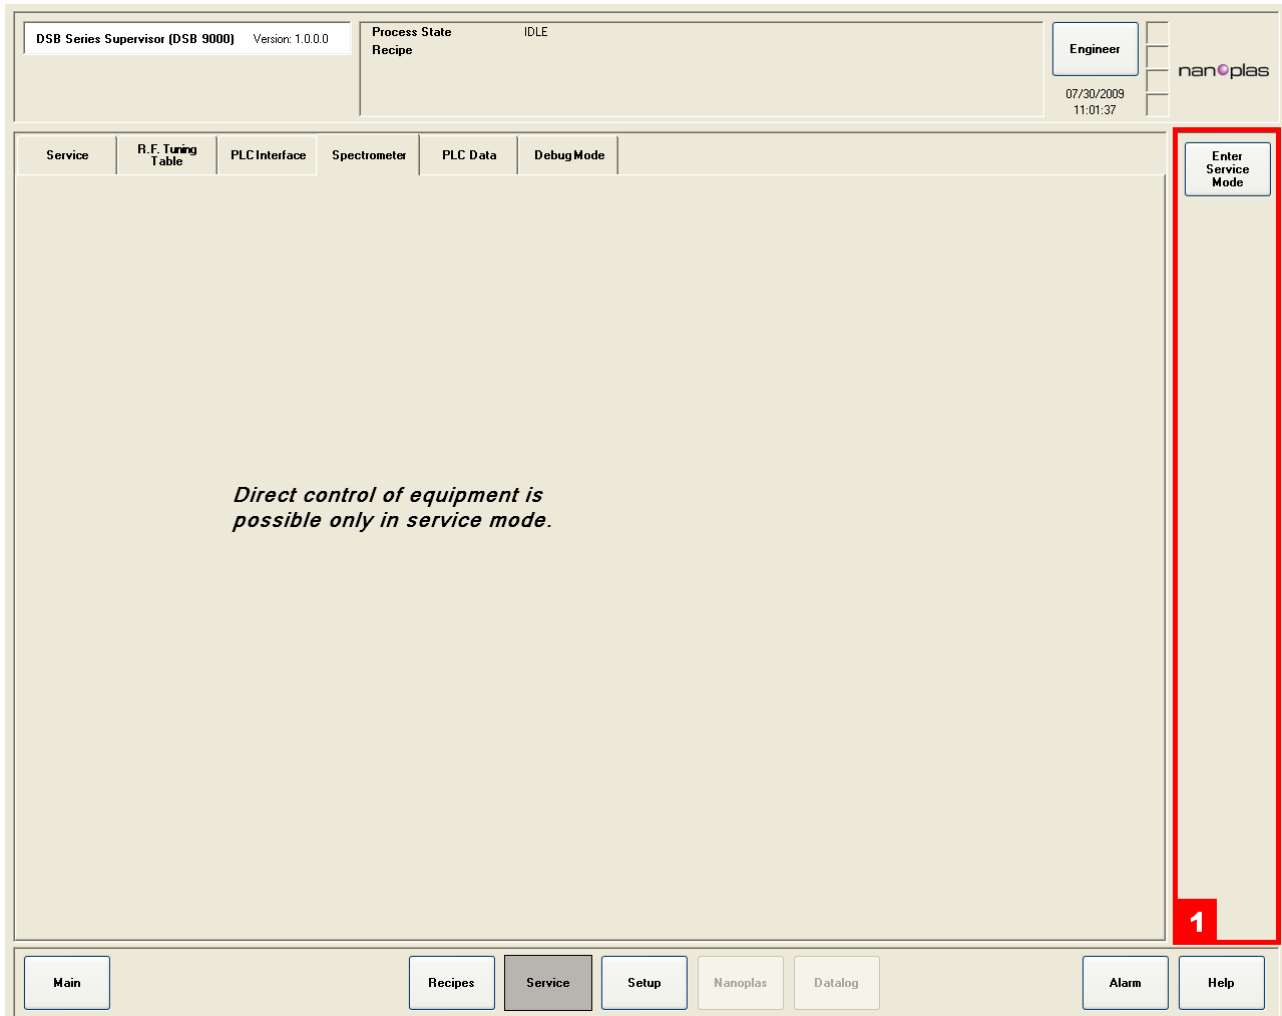 DSB Series Supervisor (DSB 9000) Version: 1.0.0.0
Process State IDLE
Recipe
Engineer
07/30/2009
11:01:37
nanoplas
Service
R.F. Tuning
Table
PLC Interface
Spectrometer
PLC Data
Debug Mode
Enter
Service
Mode
Direct control of equipment is
possible only in service mode.
1
Main
Recipes
Service
Setup
Nanoplas
Datalog
Alarm
Help